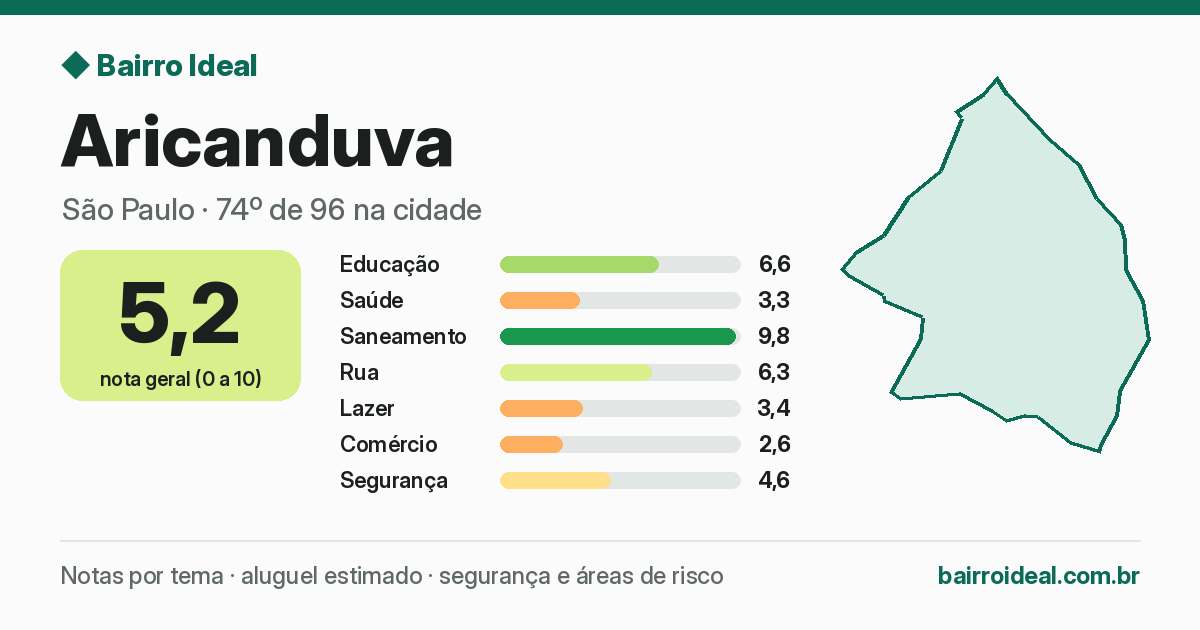 Bairro Ideal
Aricanduva
São Paulo · 74º de 96 na cidade
5,2
nota geral (0 a 10)
Educação 6,6
Saúde 3,3
Saneamento 9,8
Rua 6,3
Lazer 3,4
Comércio 2,6
Segurança 4,6
Notas por tema · aluguel estimado · segurança e áreas de risco
bairroideal.com.br